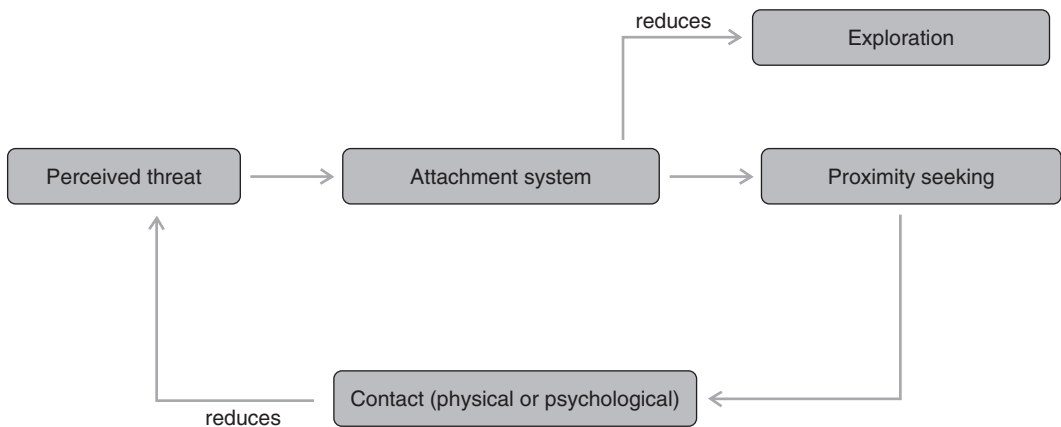 reduces
Exploration
Perceived threat
Attachment system
Proximity seeking
Contact (physical or psychological)
reduces